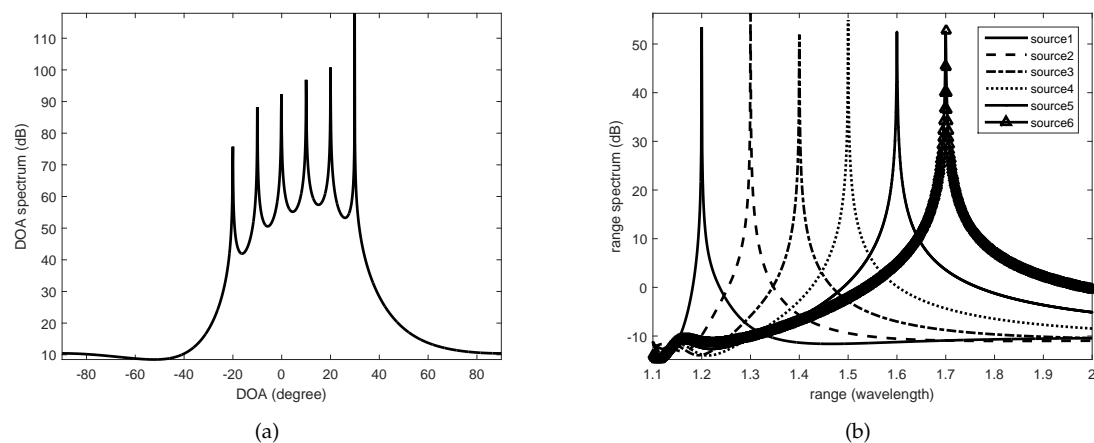 110
100
90
80
70
60
50
40
30
20
10
DOA spectrum (dB)
-80 -60 -40 -20 0 20 40 60 80
DOA (degree)
(a)
50
40
30
20
10
0
-10
range spectrum (dB)
1.1 1.2 1.3 1.4 1.5 1.6 1.7 1.8 1.9 2
range (wavelength)
source1
source2
source3
source4
source5
source6
(b)